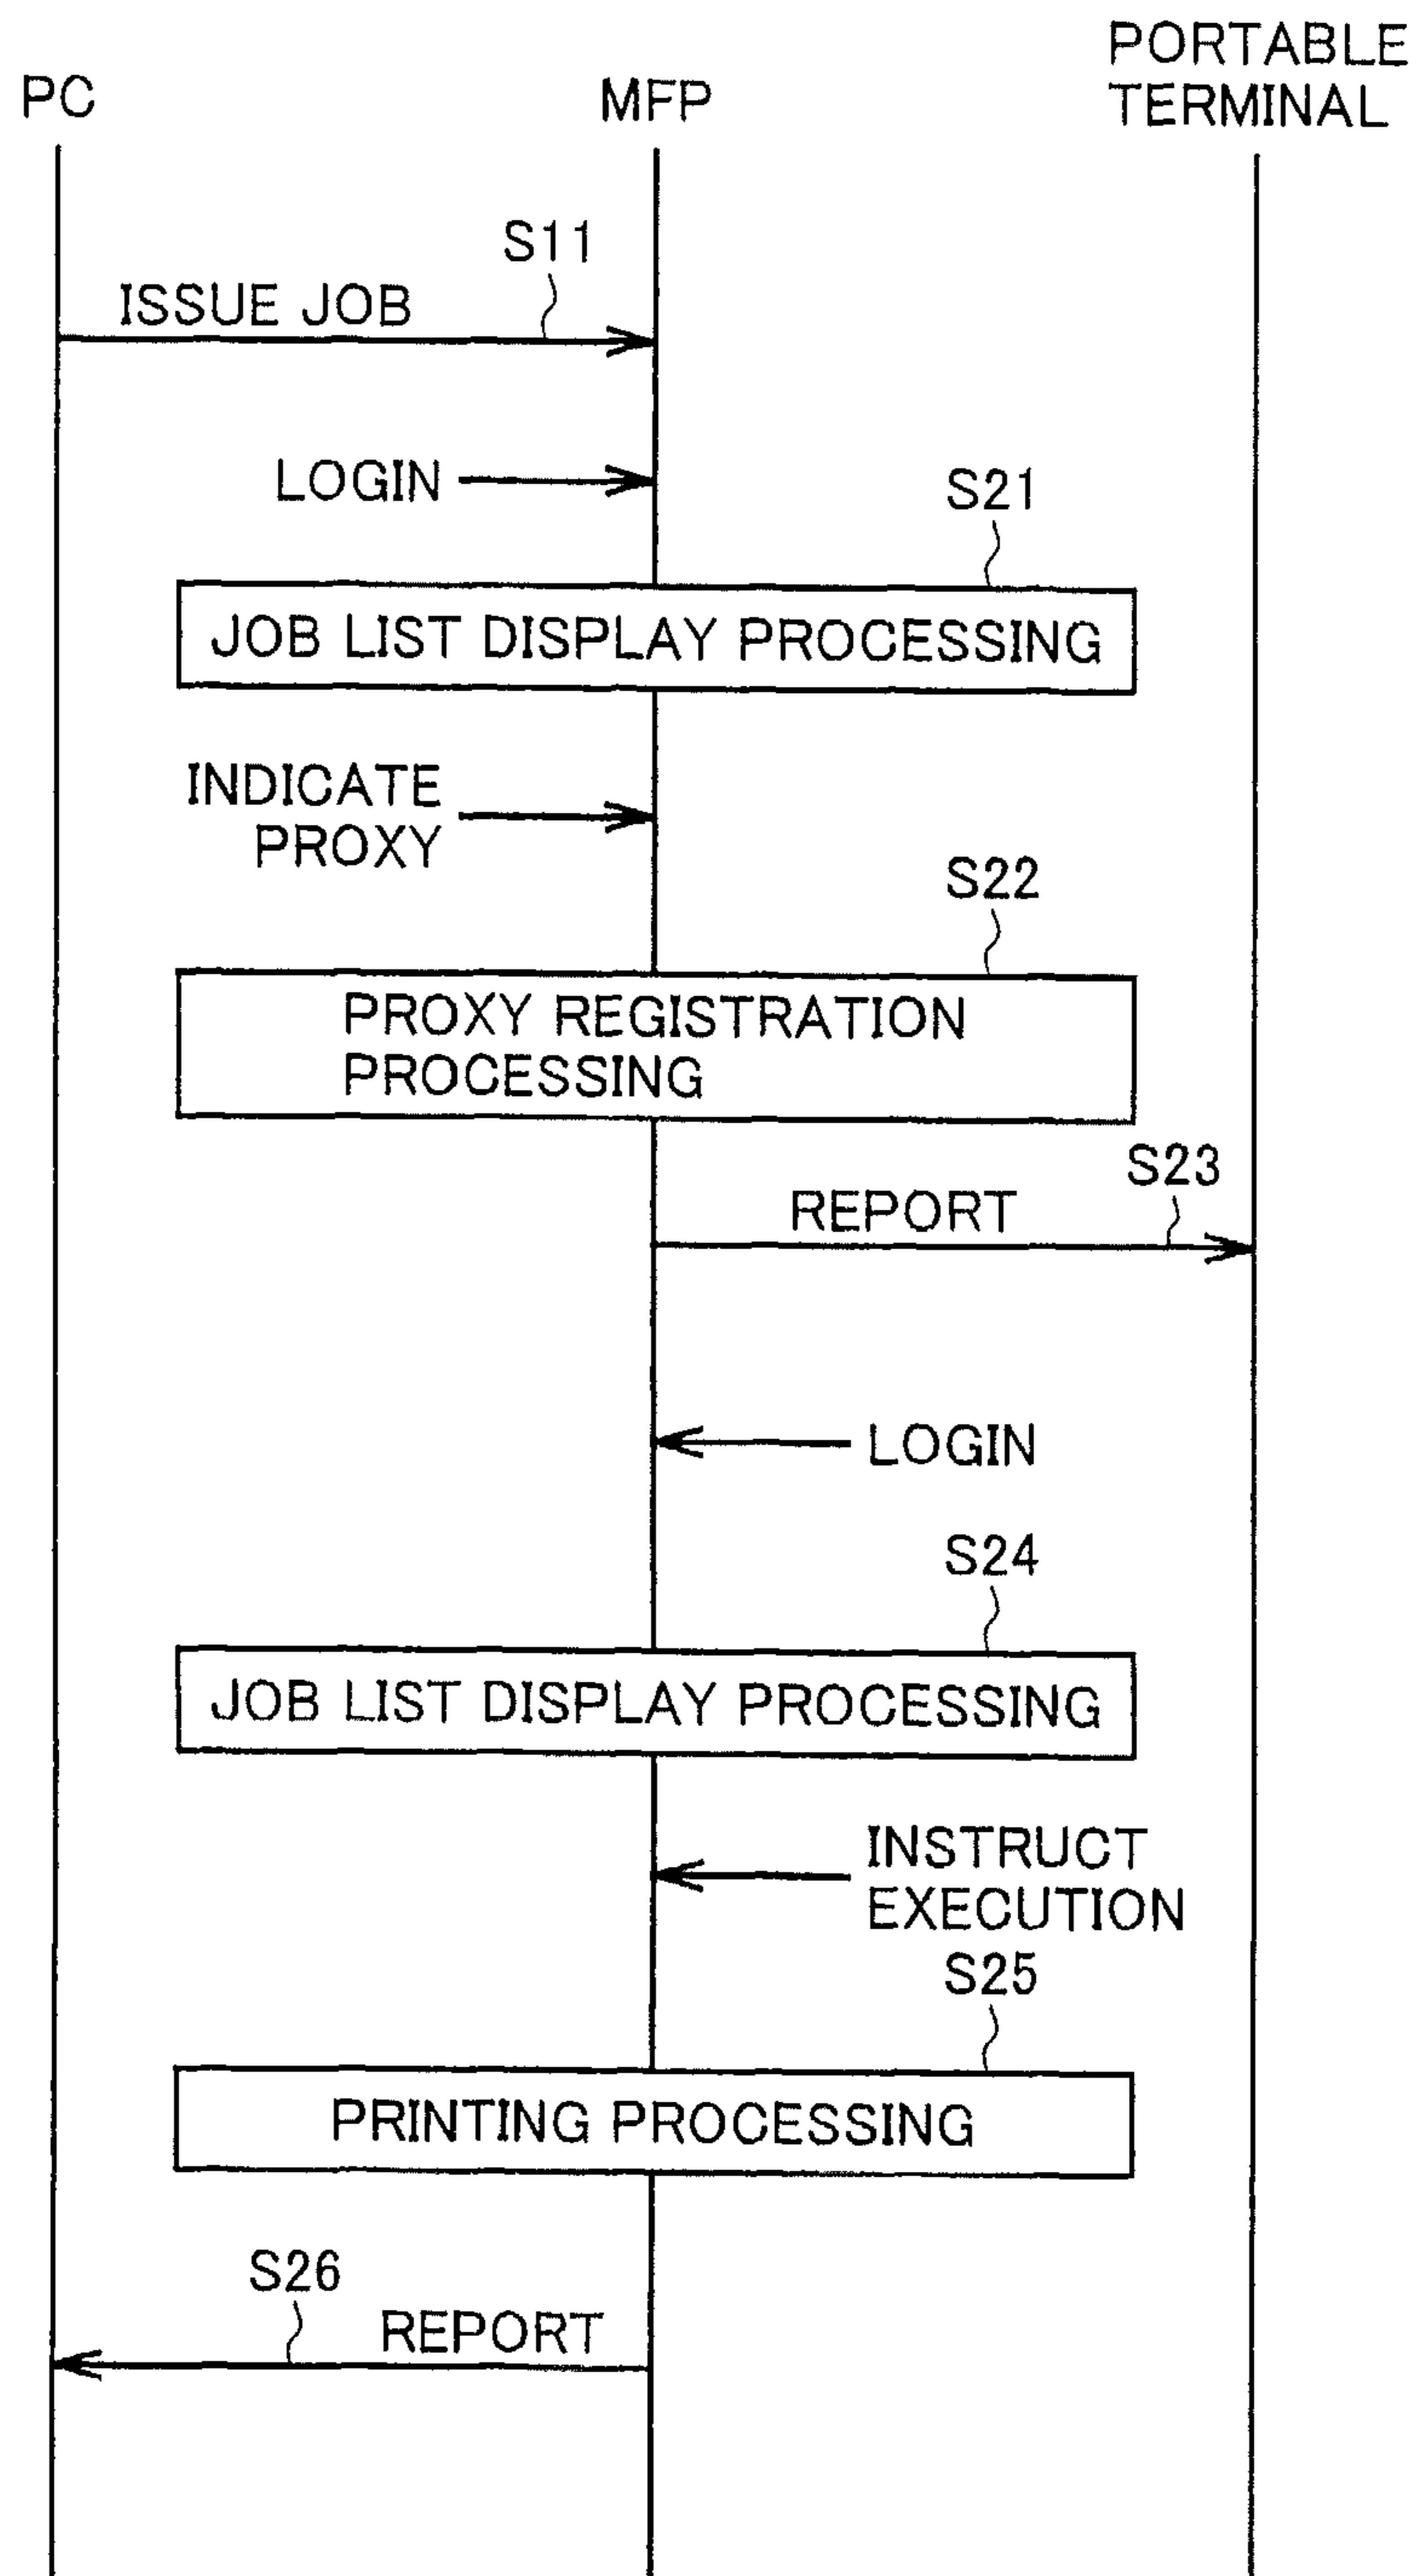 PORTABLE
TERMINAL
PC
MFP
S11
ISSUE JOB
LOGIN
S21
JOB LIST DISPLAY PROCESSING
INDICATE
PROXY
S22
PROXY REGISTRATION
PROCESSING
S23
REPORT
LOGIN
S24
JOB LIST DISPLAY PROCESSING
INSTRUCT
EXECUTION
S25
PRINTING PROCESSING
S26
REPORT